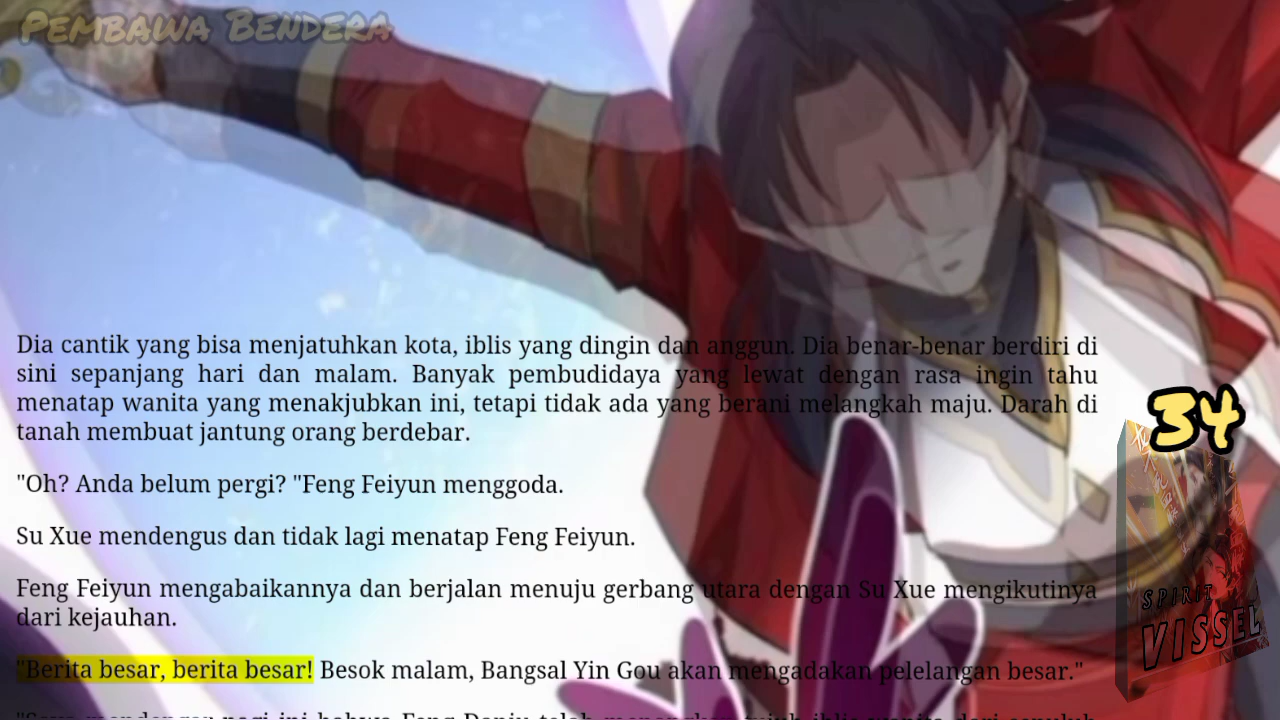 PEMBAWA BENDERA
Dia cantik yang bisa menjatuhkan kota, iblis yang dingin dan anggun. Dia benar-benar berdiri di
sini sepanjang hari dan malam. Banyak pembudidaya yang lewat dengan rasa ingin tahu
menatap wanita yang menakjubkan ini, tetapi tidak ada yang berani melangkah maju. Darah di
tanah membuat jantung orang berdebar.
"Oh? Anda belum pergi? "Feng Feiyun menggoda.
Su Xue mendengus dan tidak lagi menatap Feng Feiyun.
Feng Feiyun mengabaikannya dan berjalan menuju gerbang utara dengan Su Xue mengikutinya
dari kejauhan.
"Berita besar, berita besar! Besok malam, Bangsal Yin Gou akan mengadakan pelelangan besar."
34
SPIRIT
VISSEL